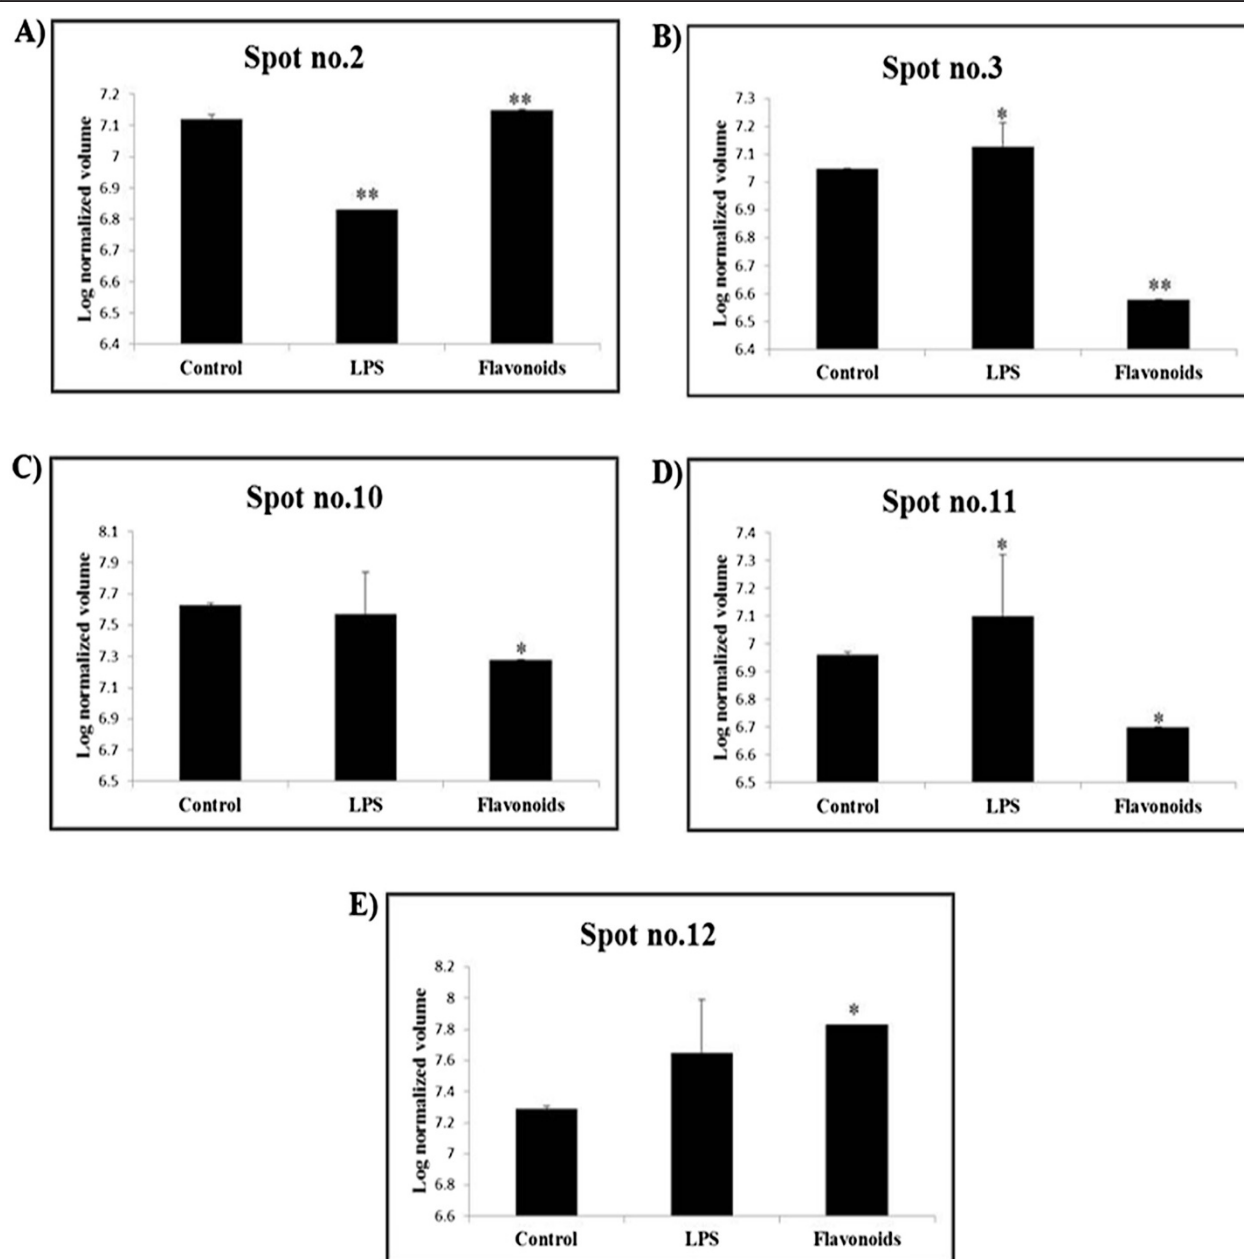 A)
Spot no.2
Log normalized volume
7.2
7.1
7
6.9
6.8
6.7
6.6
6.5
6.4
**
**
Control LPS Flavonoids
B)
Spot no.3
Log normalized volume
7.3
7.2
7.1
7
6.9
6.8
6.7
6.6
6.5
6.4
*
**
Control LPS Flavonoids
C)
Spot no.10
Log normalized volume
8.1
7.9
7.7
7.5
7.3
7.1
6.9
6.7
6.5
*
Control LPS Flavonoids
D)
Spot no.11
Log normalized volume
7.4
7.3
7.2
7.1
7
6.9
6.8
6.7
6.6
6.5
*
*
Control LPS Flavonoids
E)
Spot no.12
Log normalized volume
8.2
8
7.8
7.6
7.4
7.2
7
6.8
6.6
*
Control LPS Flavonoids